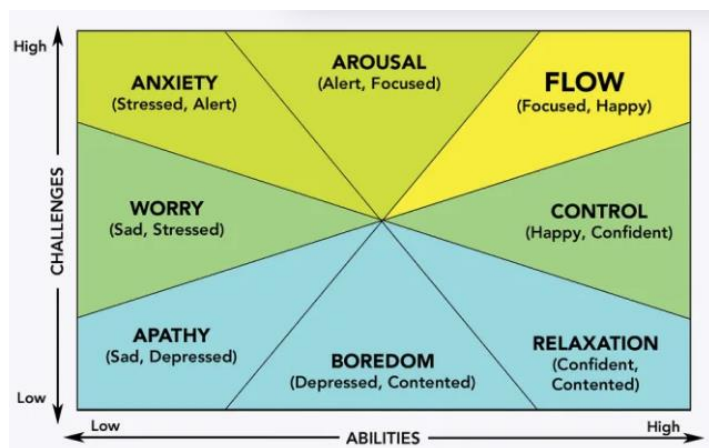 High
ANXIETY
(Stressed, Alert)
AROUSAL
(Alert, Focused)
FLOW
(Focused, Happy)
CHALLENGES
WORRY
(Sad, Stressed)
CONTROL
(Happy, Confident)
APATHY
(Sad, Depressed)
BOREDOM
(Depressed, Contented)
RELAXATION
(Confident,
Contented)
Low
Low
ABILITIES
High